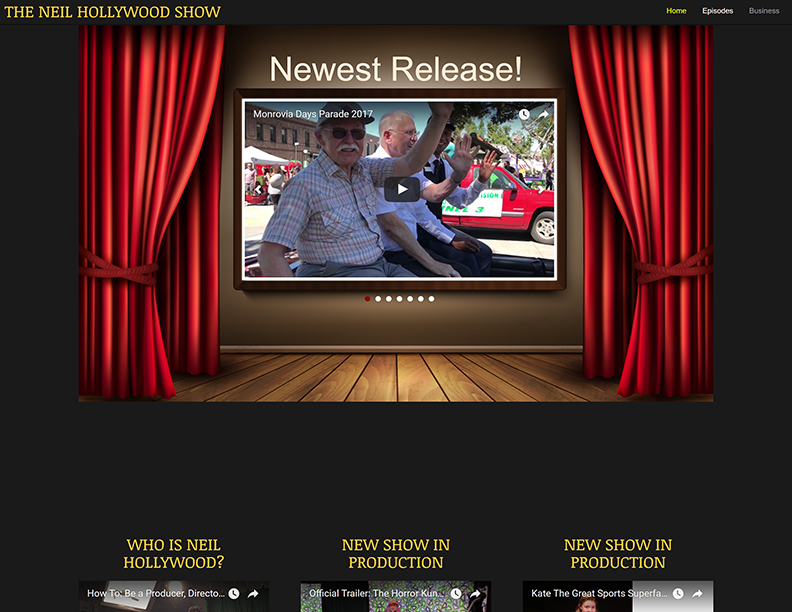 THE NEIL HOLLYWOOD SHOW
Home Episodes Business
Newest Release!
Monrovia Days Parade 2017
WHO IS NEIL
HOLLYWOOD?
NEW SHOW IN
PRODUCTION
NEW SHOW IN
PRODUCTION
How To: Be a Producer, Directo...
Official Trailer: The Horror Kun...
Kate The Great Sports Superfa...